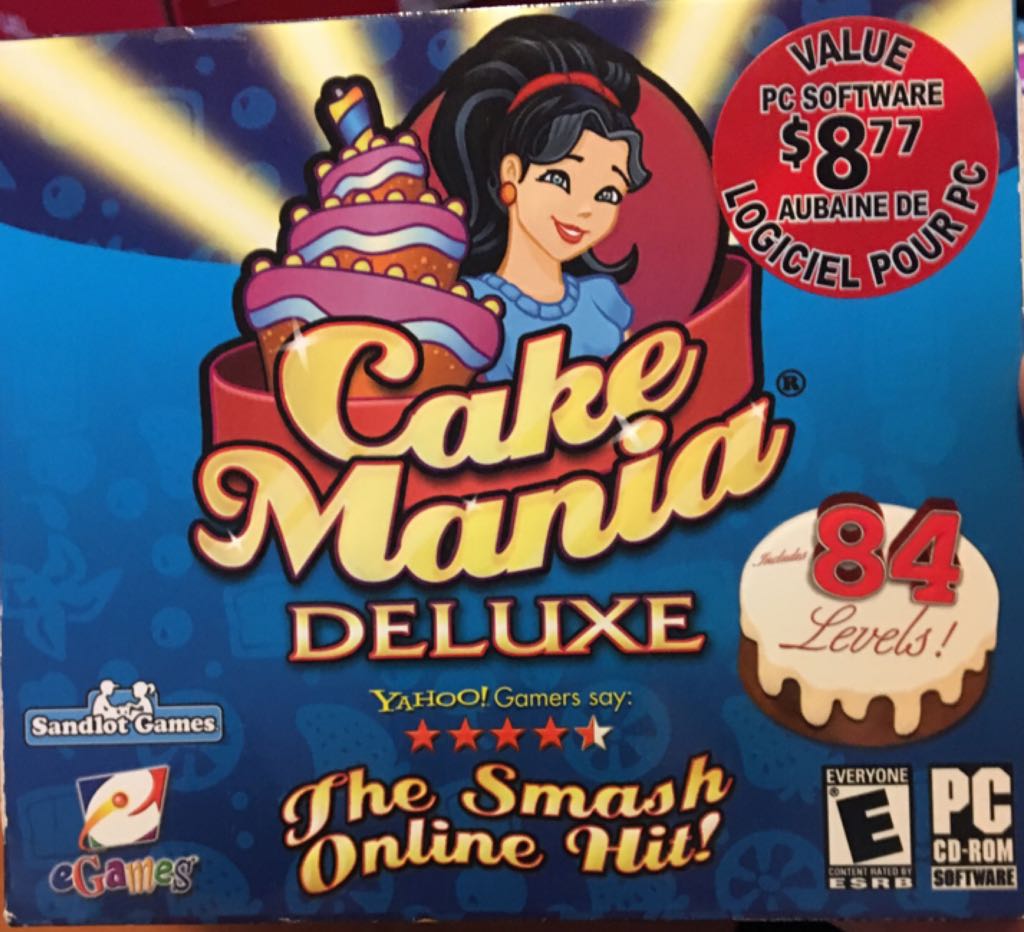 VALUE
PC SOFTWARE
$8.77
AUBAINE DE
LOGICIEL POUR PC
Cake
Mania®
DELUXE
Includes
84
Levels!
YAHOO! Gamers say:
The Smash
Online Hit!
Sandlot Games
eGames
EVERYONE
E®
CONTENT RATED BY
ESRB
PC
CD-ROM
SOFTWARE